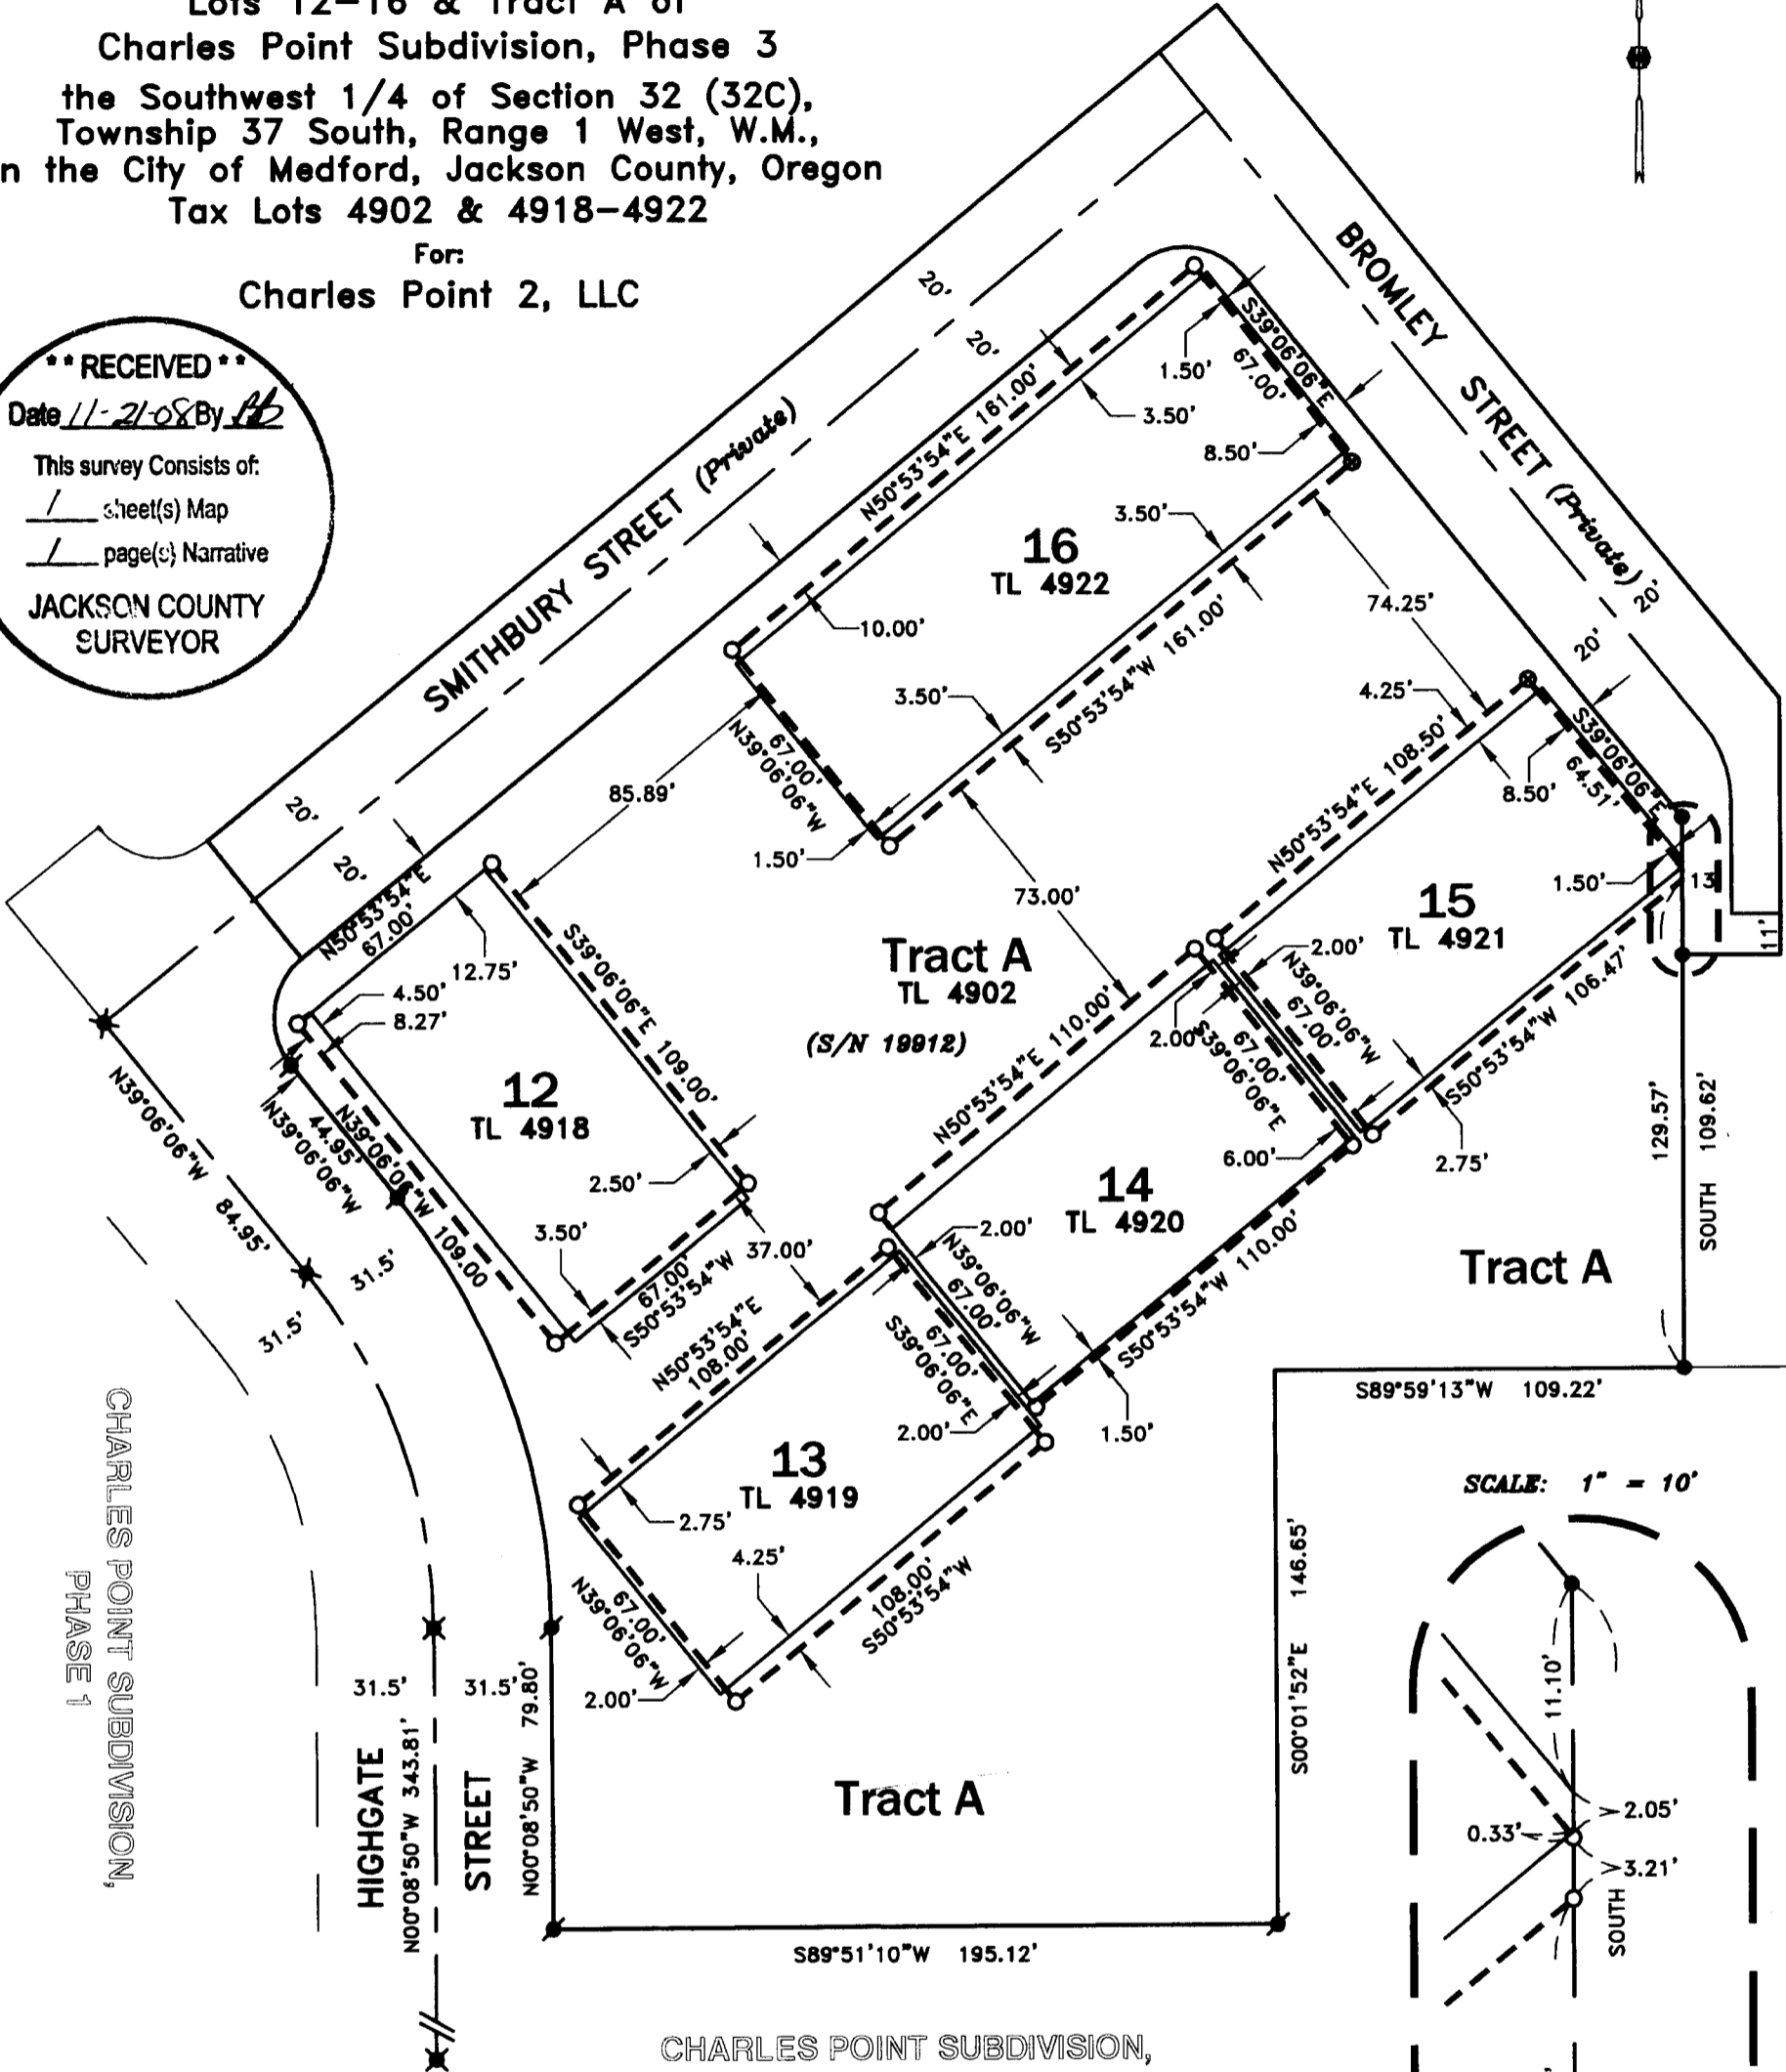 Lots 12-16 & Tract A of
Charles Point Subdivision, Phase 3
the Southwest 1/4 of Section 32 (32C),
Township 37 South, Range 1 West, W.M.,
n the City of Medford, Jackson County, Oregon
Tax Lots 4902 & 4918-4922
For:
Charles Point 2, LLC
** RECEIVED **
Date 11-21-08 By
This survey Consists of:
1 sheet(s) Map
1 page(s) Narrative
JACKSON COUNTY
SURVEYOR
SMITHBURY STREET (Private)
20'
20'
20'
20'
BROMLEY STREET (Private)
20'
20'
11'
N50°53'54"E 161.00'
S39°06'06"E
67.00'
1.50'
3.50'
8.50'
3.50'
16
TL 4922
10.00'
3.50'
S50°53'54"W 161.00'
67.00'
N39°06'06"W
1.50'
85.89'
74.25'
73.00'
4.25'
N50°53'54"E 108.50'
S39°06'06"E
64.51'
8.50'
1.50'
13
15
TL 4921
2.00'
N39°06'06"W
67.00'
S50°53'54"W 106.47'
2.75'
Tract A
TL 4902
(S/N 19912)
N50°53'54"E
67.00'
12.75'
4.50'
8.27'
S39°06'06"E 109.00'
12
TL 4918
N39°06'06"W 109.00
44.95'
N39°06'06"W
2.50'
3.50'
67.00'
S50°53'54"W
37.00'
N39°06'06"W 84.95'
31.5'
31.5'
N50°53'54"E 110.00'
2.00'
67.00'
S39°06'06"E
6.00'
14
TL 4920
2.00'
N39°06'06"W
67.00'
S50°53'54"W 110.00'
1.50'
N50°53'54"E
108.00'
67.00'
S39°06'06"E
2.00'
13
TL 4919
2.75'
4.25'
108.00'
S50°53'54"W
67.00'
N39°06'06"W
2.00'
129.57'
SOUTH 109.62'
Tract A
S89°59'13"W 109.22'
S00°01'52"E 146.65'
CHARLES POINT SUBDIVISION,
PHASE 1
31.5'
31.5'
HIGHGATE STREET
N00°08'50"W 343.81'
N00°08'50"W 79.80'
Tract A
S89°51'10"W 195.12'
SCALE: 1" = 10'
11.10'
2.05'
0.33'
3.21'
SOUTH
CHARLES POINT SUBDIVISION,